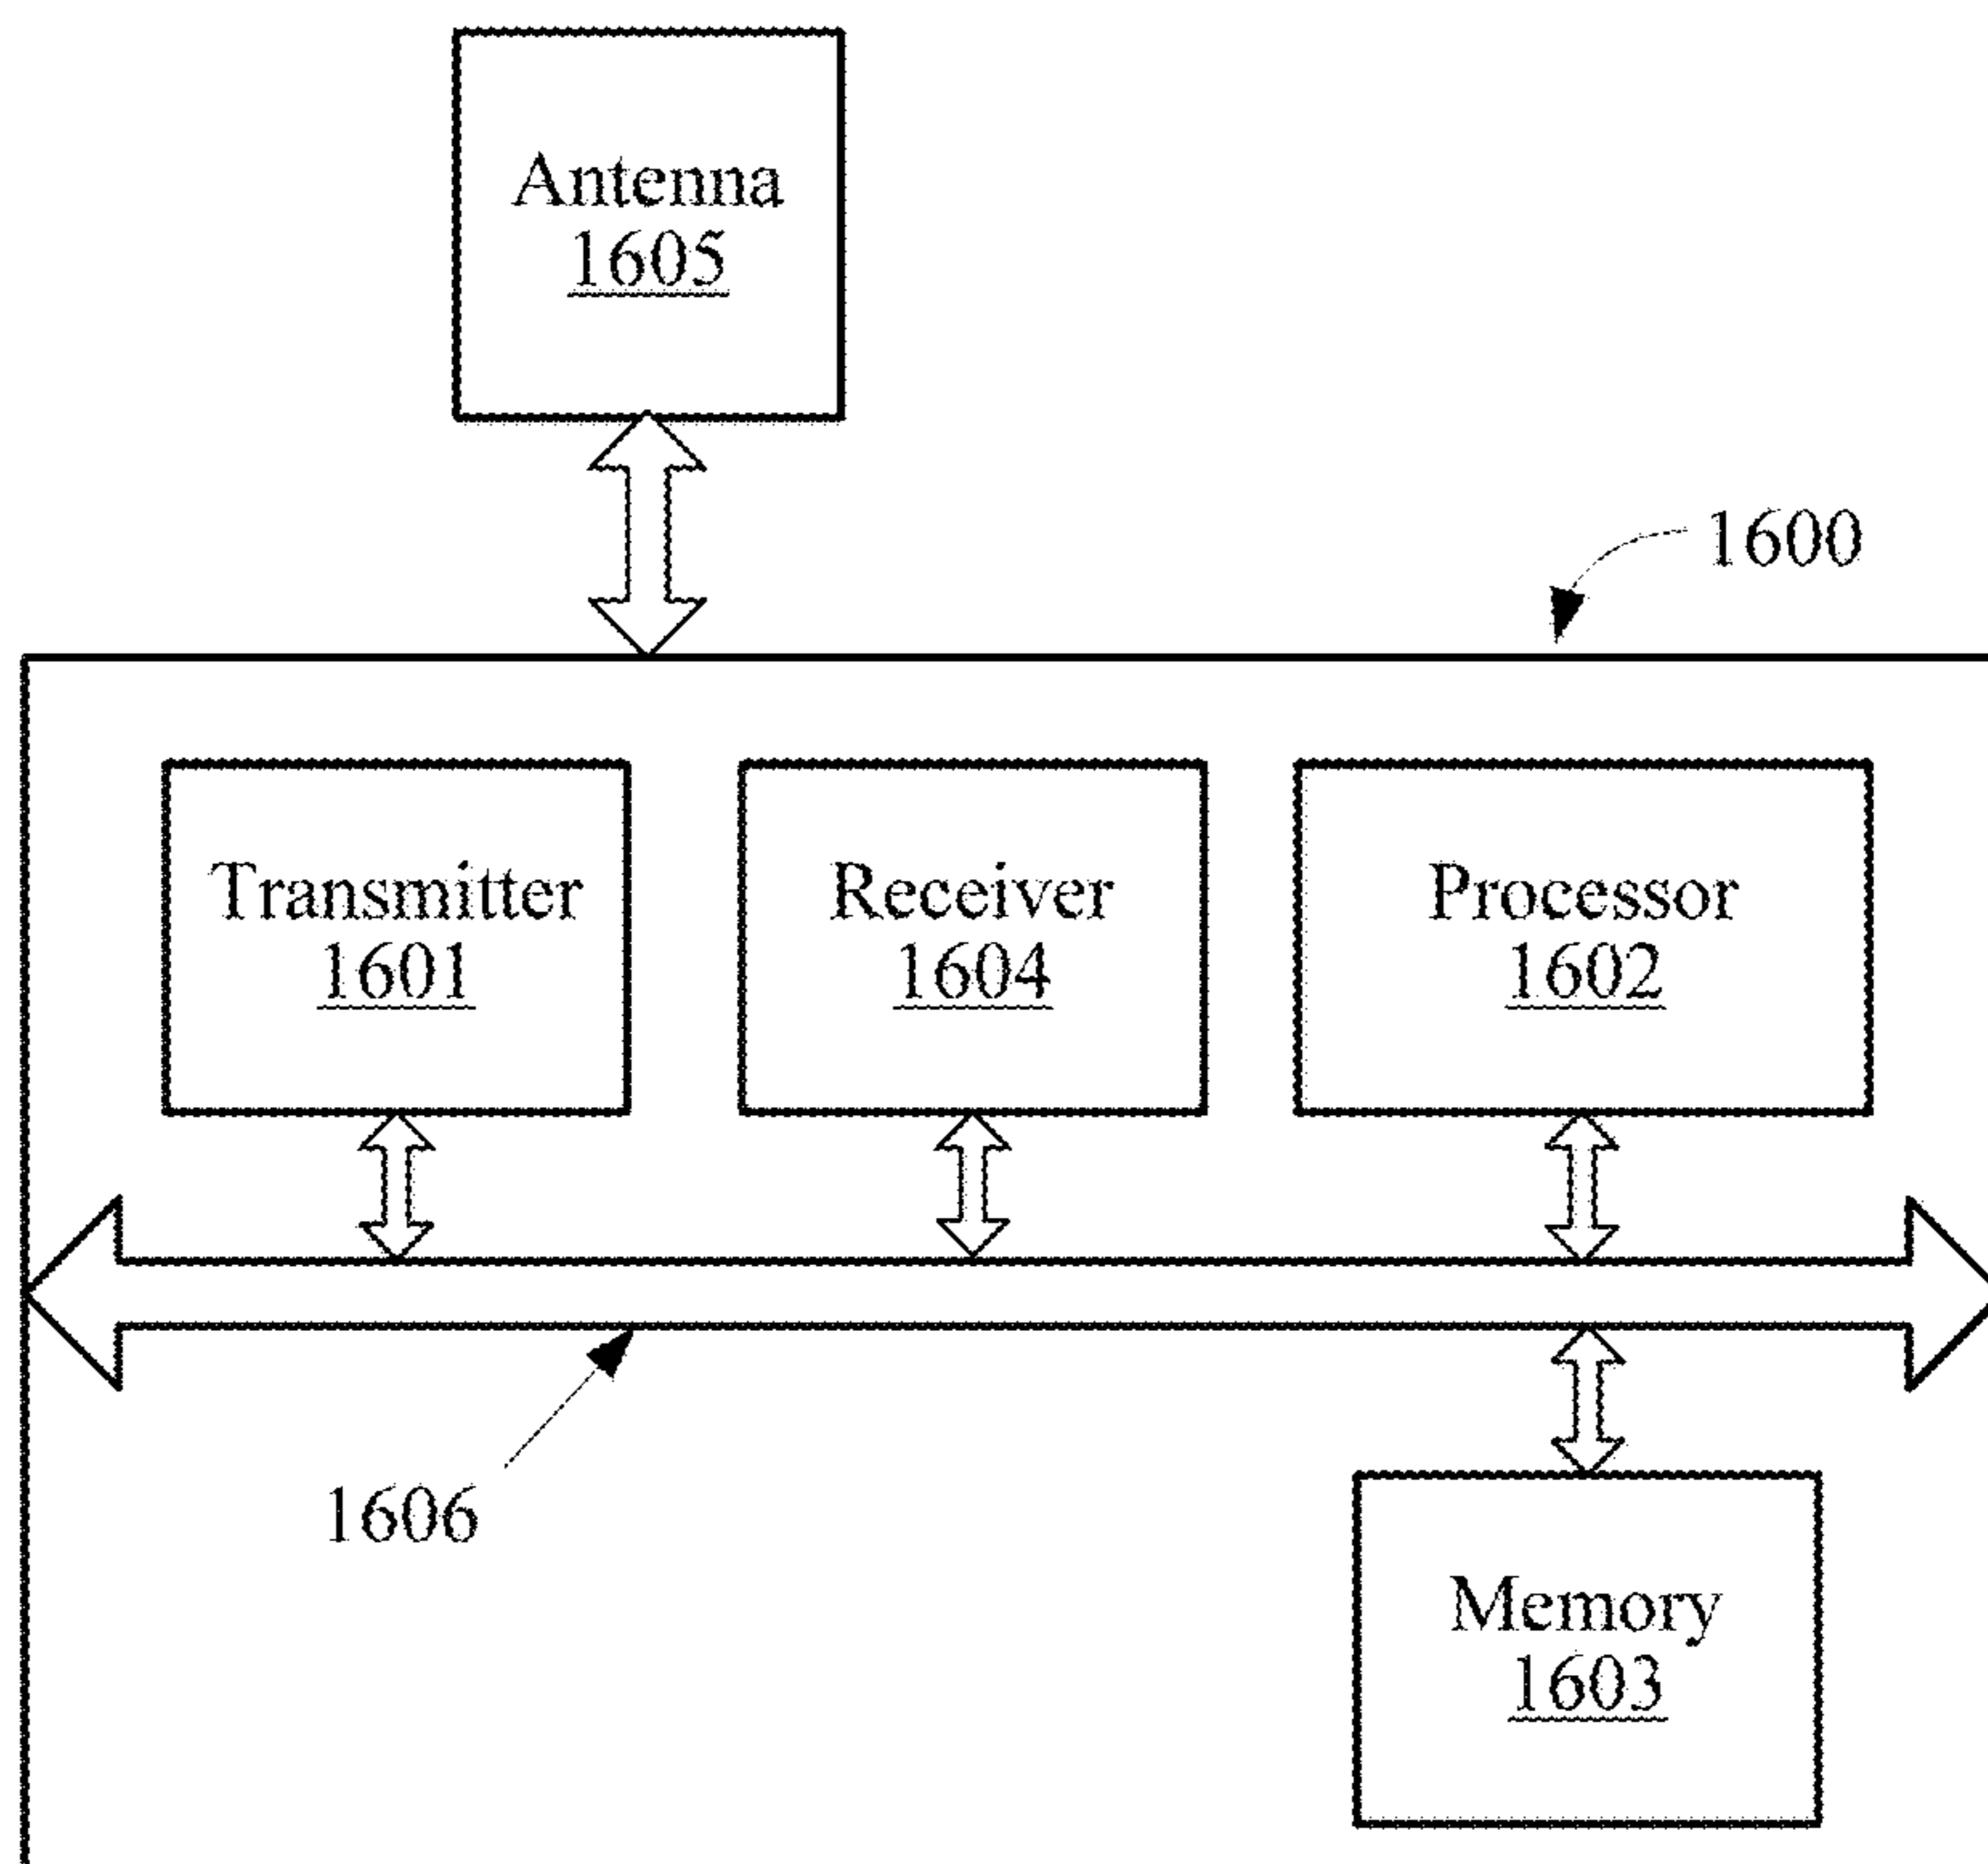 Antenna
1605
1600
Transmitter
1601
Receiver
1604
Processor
1602
1606
Memory
1603